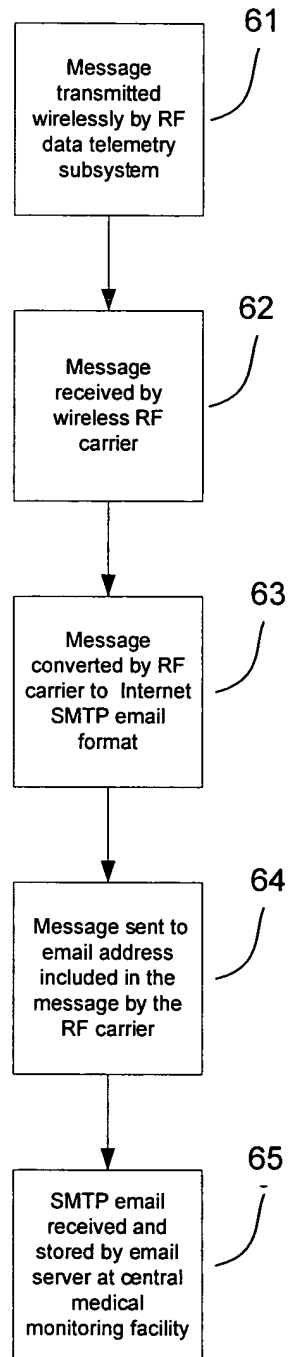 61
Message
transmitted
wirelessly by RF
data telemetry
subsystem
62
Message
received by
wireless RF
carrier
63
Message
converted by RF
carrier to Internet
SMTP email
format
64
Message sent to
email address
included in the
message by the
RF carrier
65
SMTP email
received and
stored by email
server at central
medical
monitoring facility